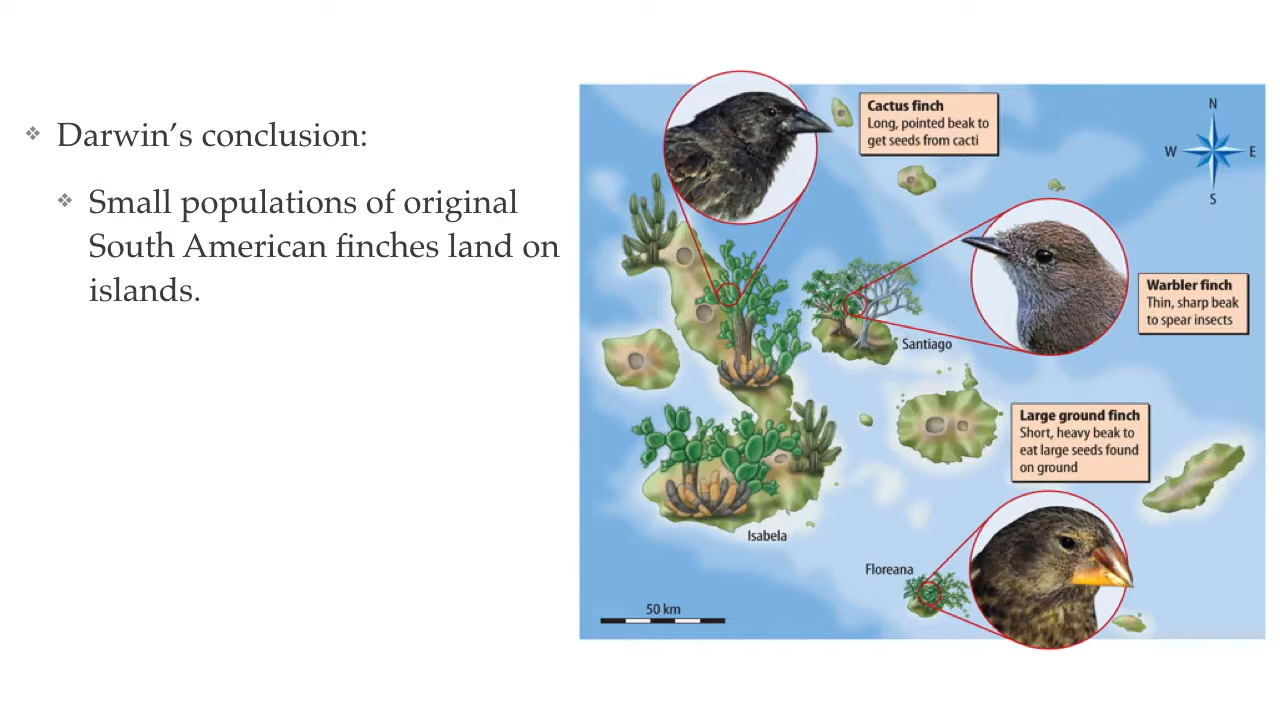 Darwin’s conclusion:
Small populations of original
South American finches land on
islands.
Cactus finch
Long, pointed beak to
get seeds from cacti
N
W
E
S
Warbler finch
Thin, sharp beak
to spear insects
Santiago
Large ground finch
Short, heavy beak to
eat large seeds found
on ground
Isabela
Floreana
50 km